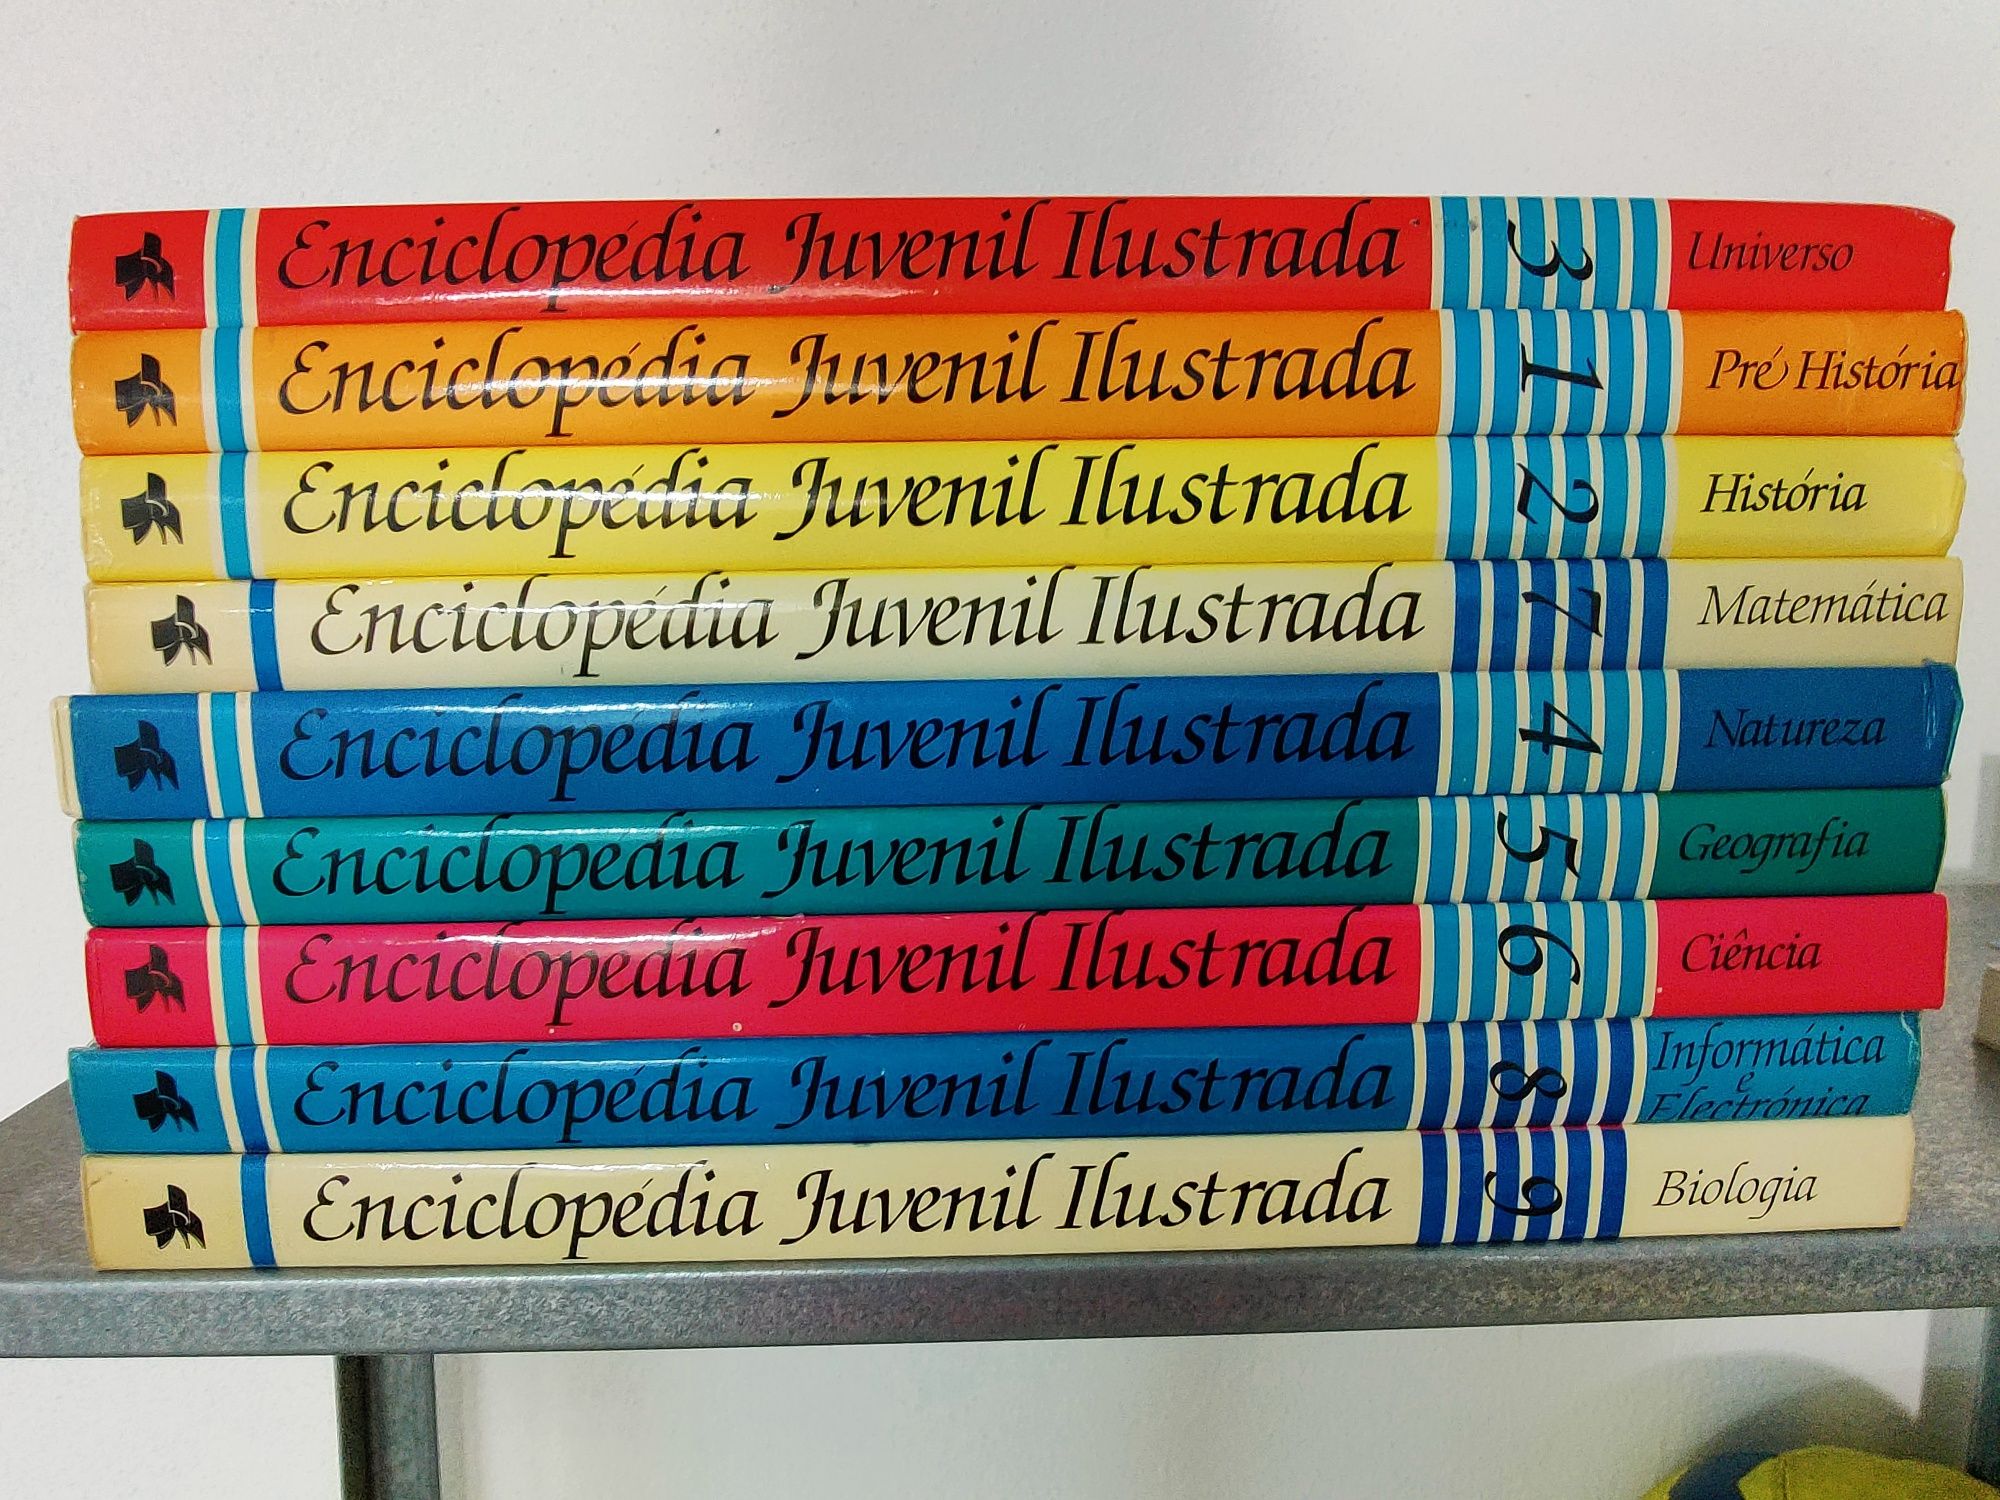 Enciclopédia Juvenil Ilustrada 3 Universo
Enciclopédia Juvenil Ilustrada 1 Pré História
Enciclopédia Juvenil Ilustrada 2 História
Enciclopédia Juvenil Ilustrada 7 Matemática
Enciclopédia Juvenil Ilustrada 4 Natureza
Enciclopédia Juvenil Ilustrada 5 Geografia
Enciclopédia Juvenil Ilustrada 6 Ciência
Enciclopédia Juvenil Ilustrada 8 Informática
e
Electrónica
Enciclopédia Juvenil Ilustrada 9 Biologia